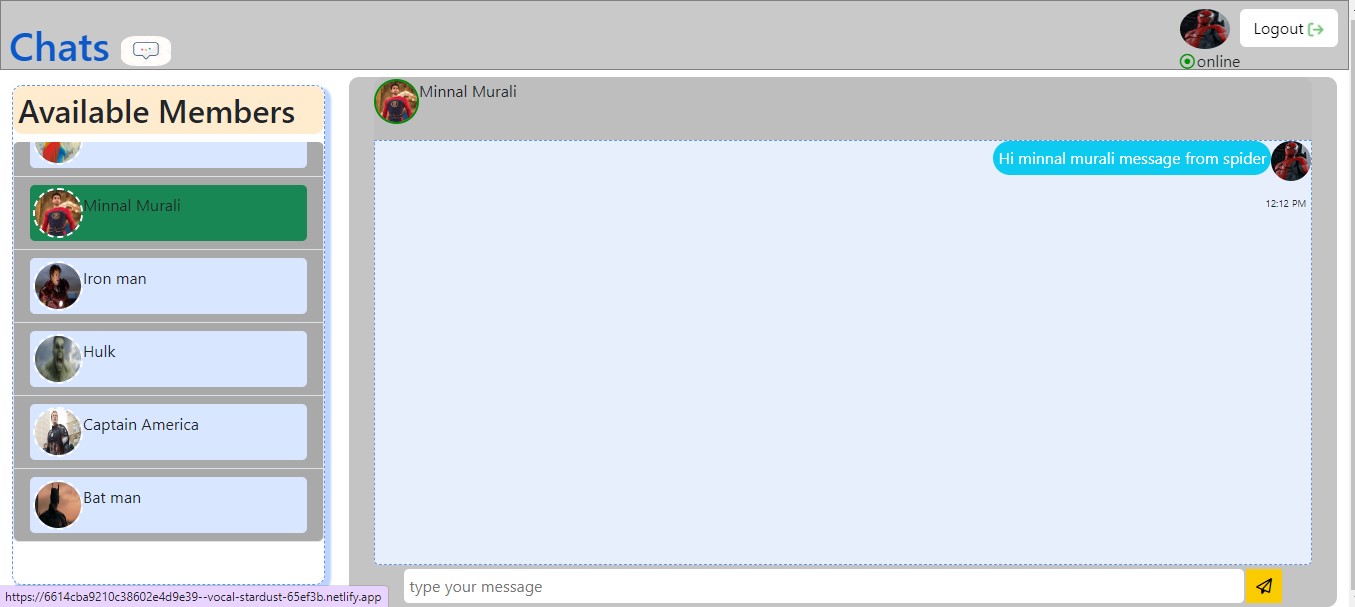 Chats
Logout
online
Available Members
Minnal Murali
Iron man
Hulk
Captain America
Bat man
Minnal Murali
Hi minnal murali message from spider
12:12 PM
type your message
https://6614cba9210c38602e4d9e39--vocal-stardust-65ef3b.netlify.app